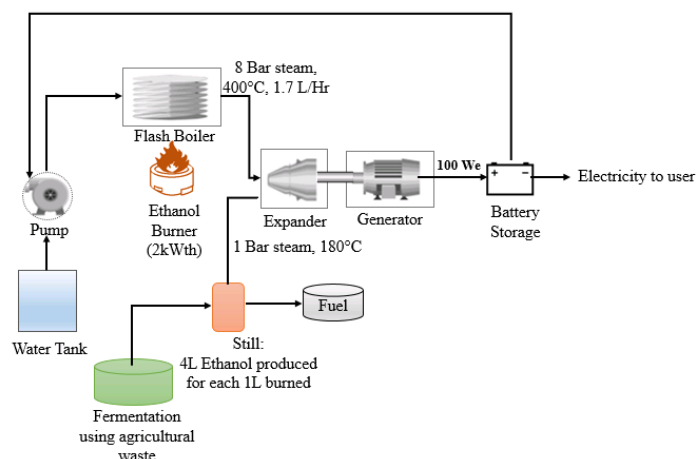 8 Bar steam,
400°C, 1.7 L/Hr
Flash Boiler
100 We
+ −
Electricity to user
Ethanol
Burner
(2kWth)
Expander
Generator
Battery
Storage
Pump
1 Bar steam, 180°C
Fuel
Water Tank
Still:
4L Ethanol produced
for each 1L burned
Fermentation
using agricultural
waste